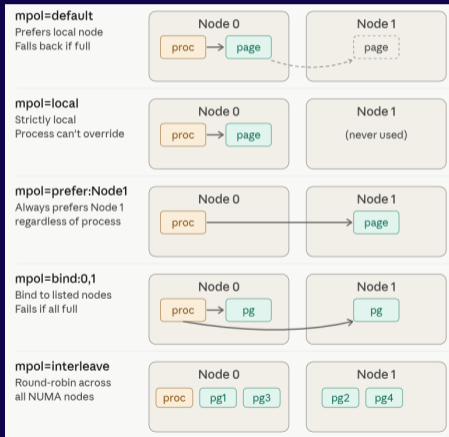 mpol=default
Prefers local node
Falls back if full
Node 0
proc
page
Node 1
page
mpol=local
Strictly local
Process can't override
Node 0
proc
page
Node 1
(never used)
mpol=prefer:Node1
Always prefers Node 1
regardless of process
Node 0
proc
Node 1
page
mpol=bind:0,1
Bind to listed nodes
Fails if all full
Node 0
proc
pg
Node 1
pg
mpol=interleave
Round-robin across
all NUMA nodes
Node 0
proc
pg1
pg3
Node 1
pg2
pg4